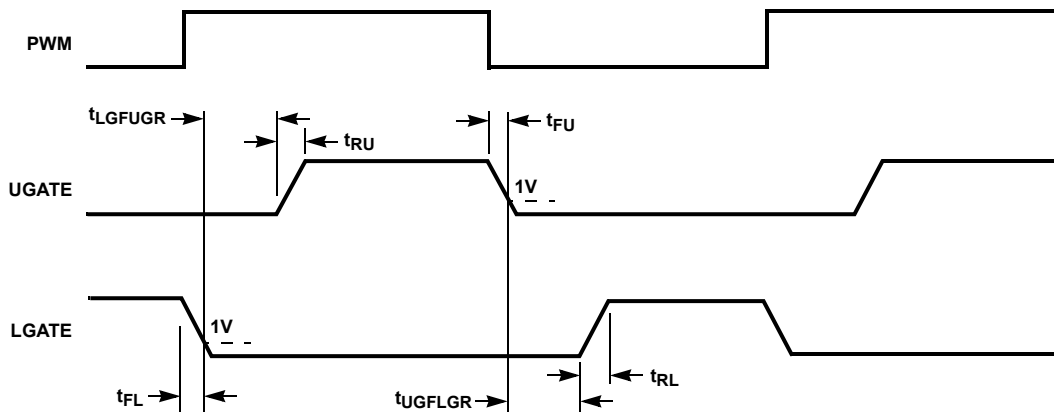 PWM
tLGFUGR
tRU
tFU
UGATE
1V
LGATE
1V
tFL
tUGFLGR
tRL